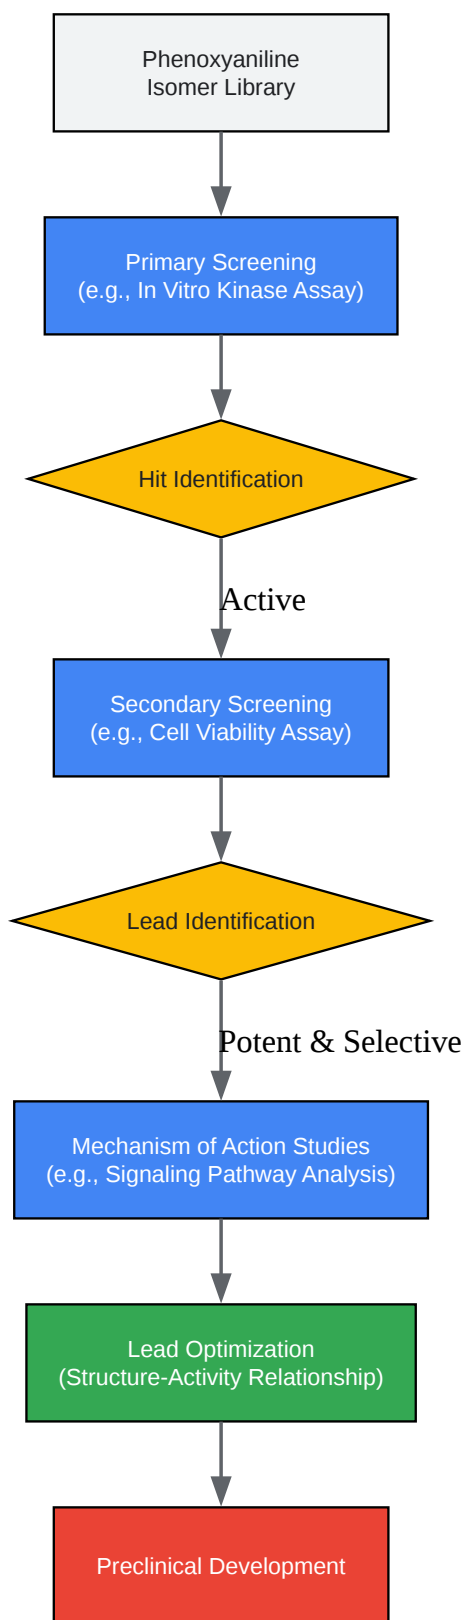 Phenoxyaniline
Isomer Library
Primary Screening
(e.g., In Vitro Kinase Assay)
Hit Identification
Active
Secondary Screening
(e.g., Cell Viability Assay)
Lead Identification
Potent & Selective
Mechanism of Action Studies
(e.g., Signaling Pathway Analysis)
Lead Optimization
(Structure-Activity Relationship)
Preclinical Development